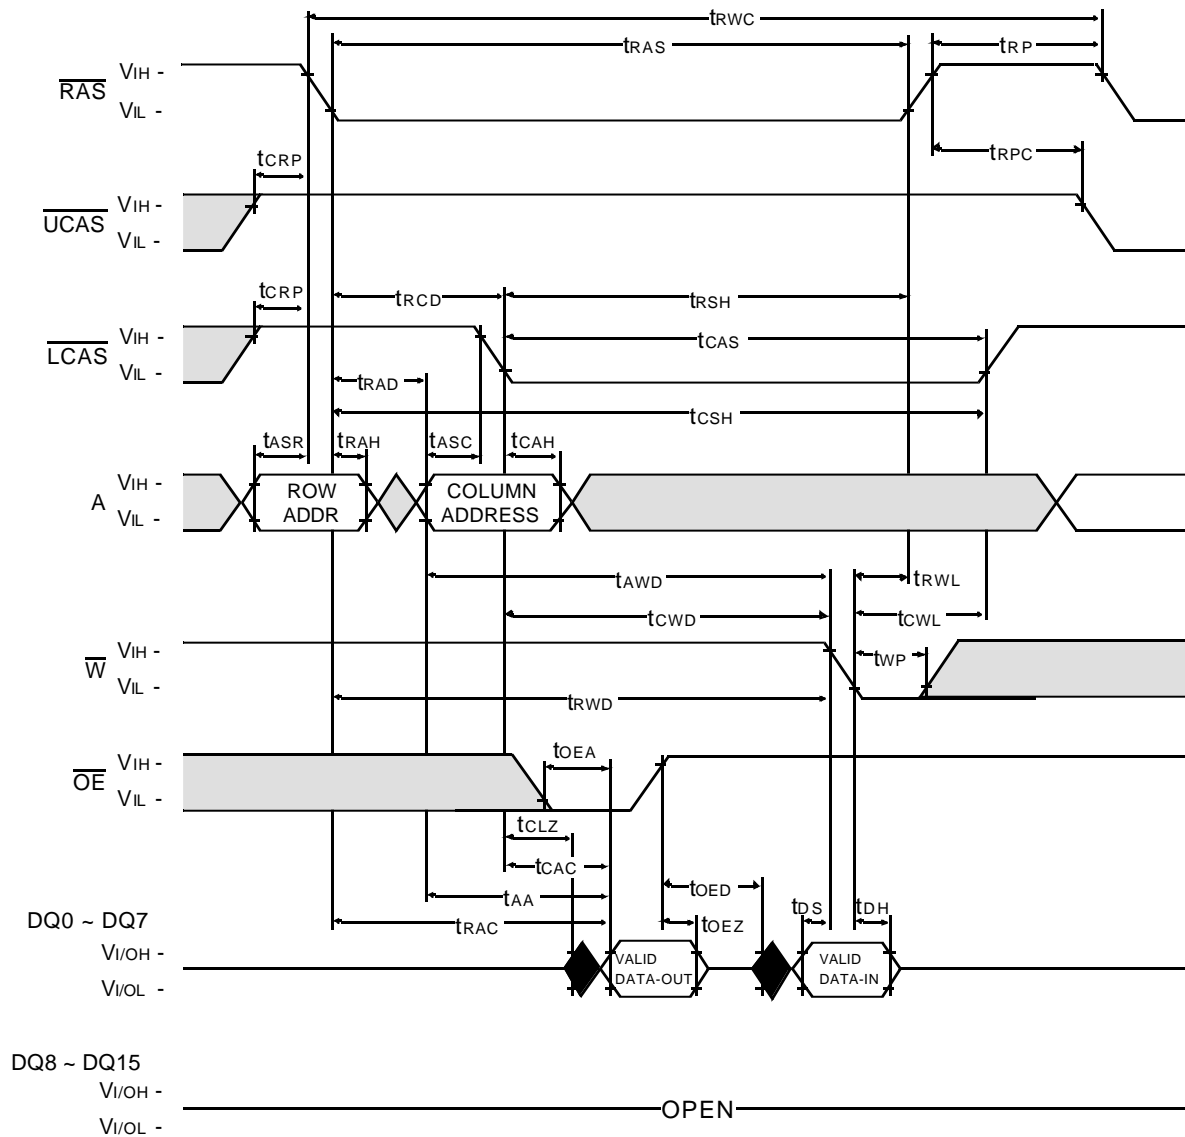 tRWC
tRAS
tRP
RAS
VIH -
VIL -
tRPC
tCRP
UCAS
VIH -
VIL -
tCRP
tRCD
tRSH
LCAS
VIH -
VIL -
tCAS
tRAD
tCSH
tASR
tRAH
tASC
tCAH
A
VIH -
VIL -
ROW
ADDR
COLUMN
ADDRESS
tAWD
tRWL
tCWD
tCWL
W
VIH -
VIL -
tWP
tRWD
OE
VIH -
VIL -
tOEA
tCLZ
tCAC
tAA
tOED
tRAC
tOEZ
tDS
tDH
DQ0 ~ DQ7
VI/OH -
VI/OL -
VALID
DATA-OUT
VALID
DATA-IN
DQ8 ~ DQ15
VI/OH -
VI/OL -
OPEN